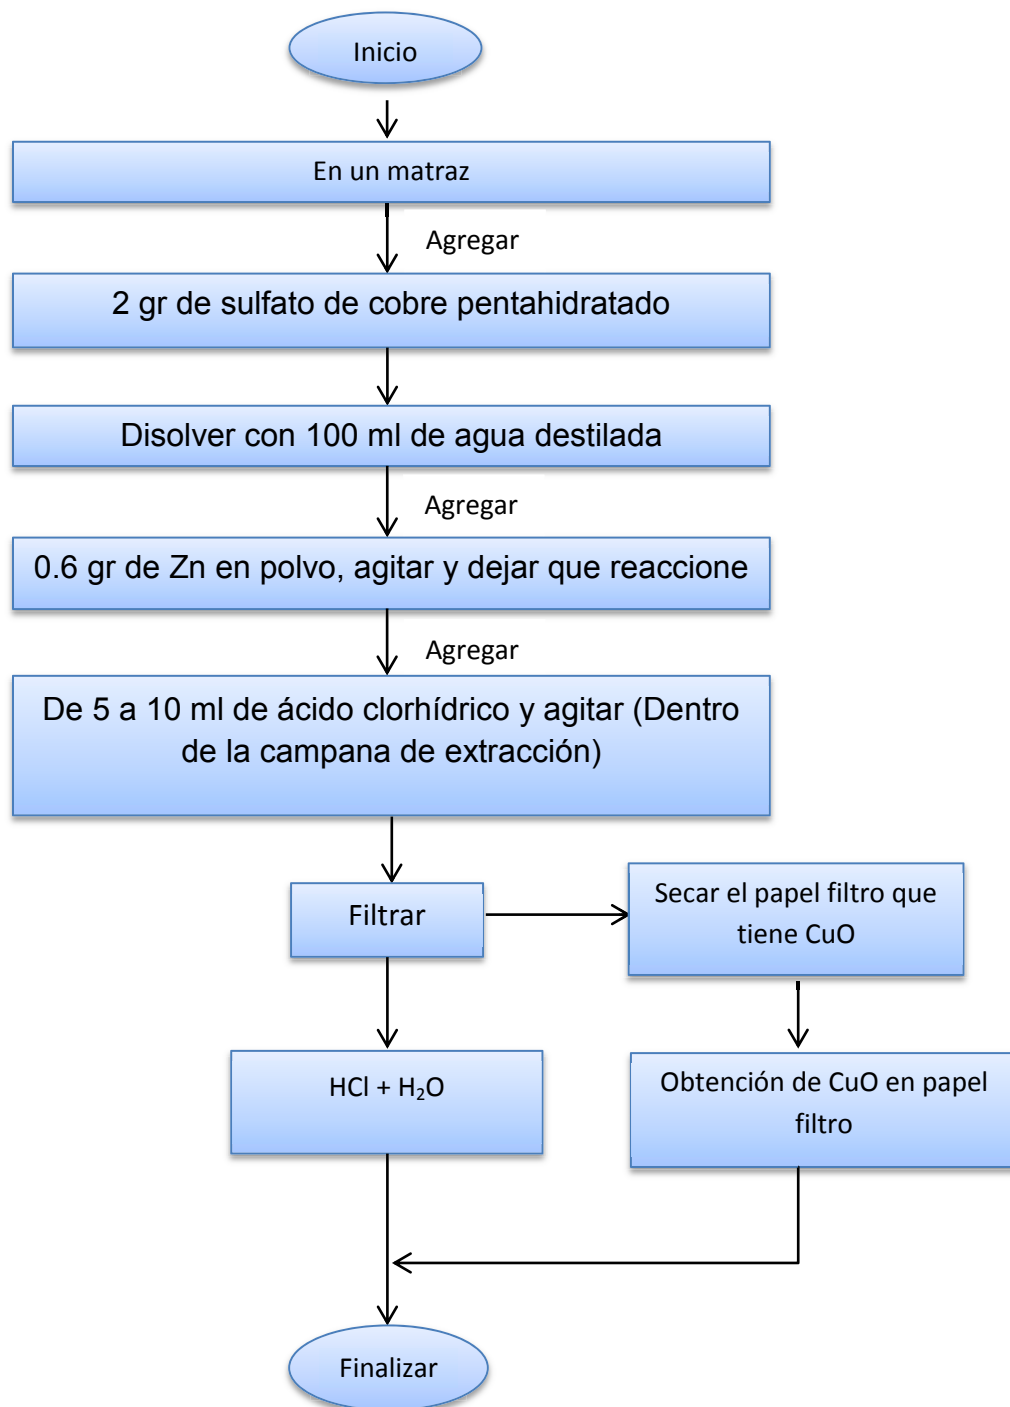 Inicio
En un matraz
Agregar
2 gr de sulfato de cobre pentahidratado
Disolver con 100 ml de agua destilada
Agregar
0.6 gr de Zn en polvo, agitar y dejar que reaccione
Agregar
De 5 a 10 ml de ácido clorhídrico y agitar (Dentro
de la campana de extracción)
Filtrar
Secar el papel filtro que
tiene CuO
HCl + H₂O
Obtención de CuO en papel
filtro
Finalizar